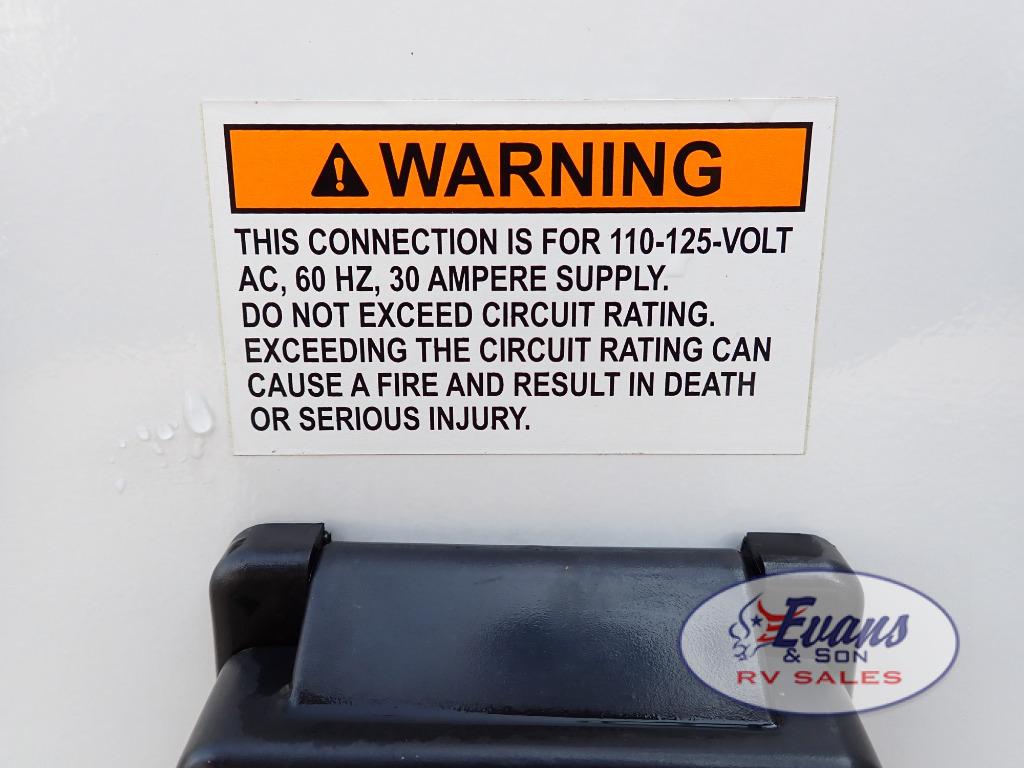 WARNING
THIS CONNECTION IS FOR 110-125-VOLT
AC, 60 HZ, 30 AMPERE SUPPLY.
DO NOT EXCEED CIRCUIT RATING.
EXCEEDING THE CIRCUIT RATING CAN
CAUSE A FIRE AND RESULT IN DEATH
OR SERIOUS INJURY.
Evans
& SON
RV SALES